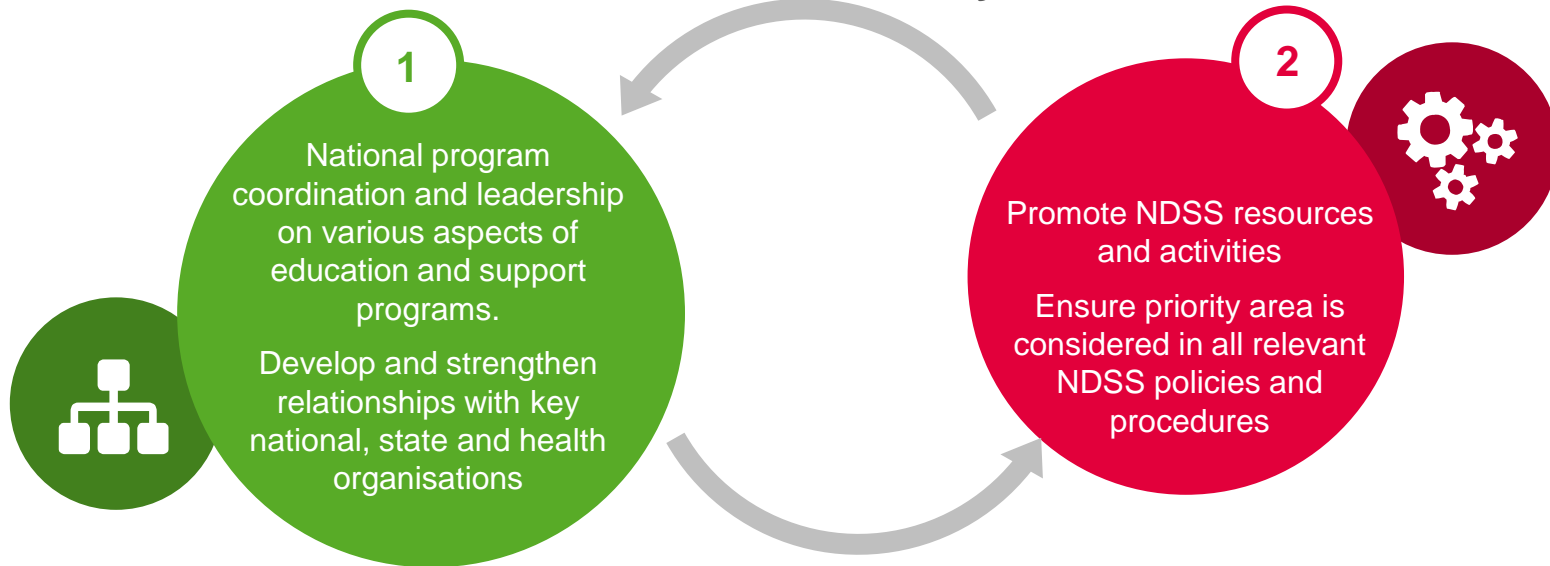 1
National program
coordination and leadership
on various aspects of
education and support
programs.
Develop and strengthen
relationships with key
national, state and health
organisations
2
Promote NDSS resources
and activities
Ensure priority area is
considered in all relevant
NDSS policies and
procedures